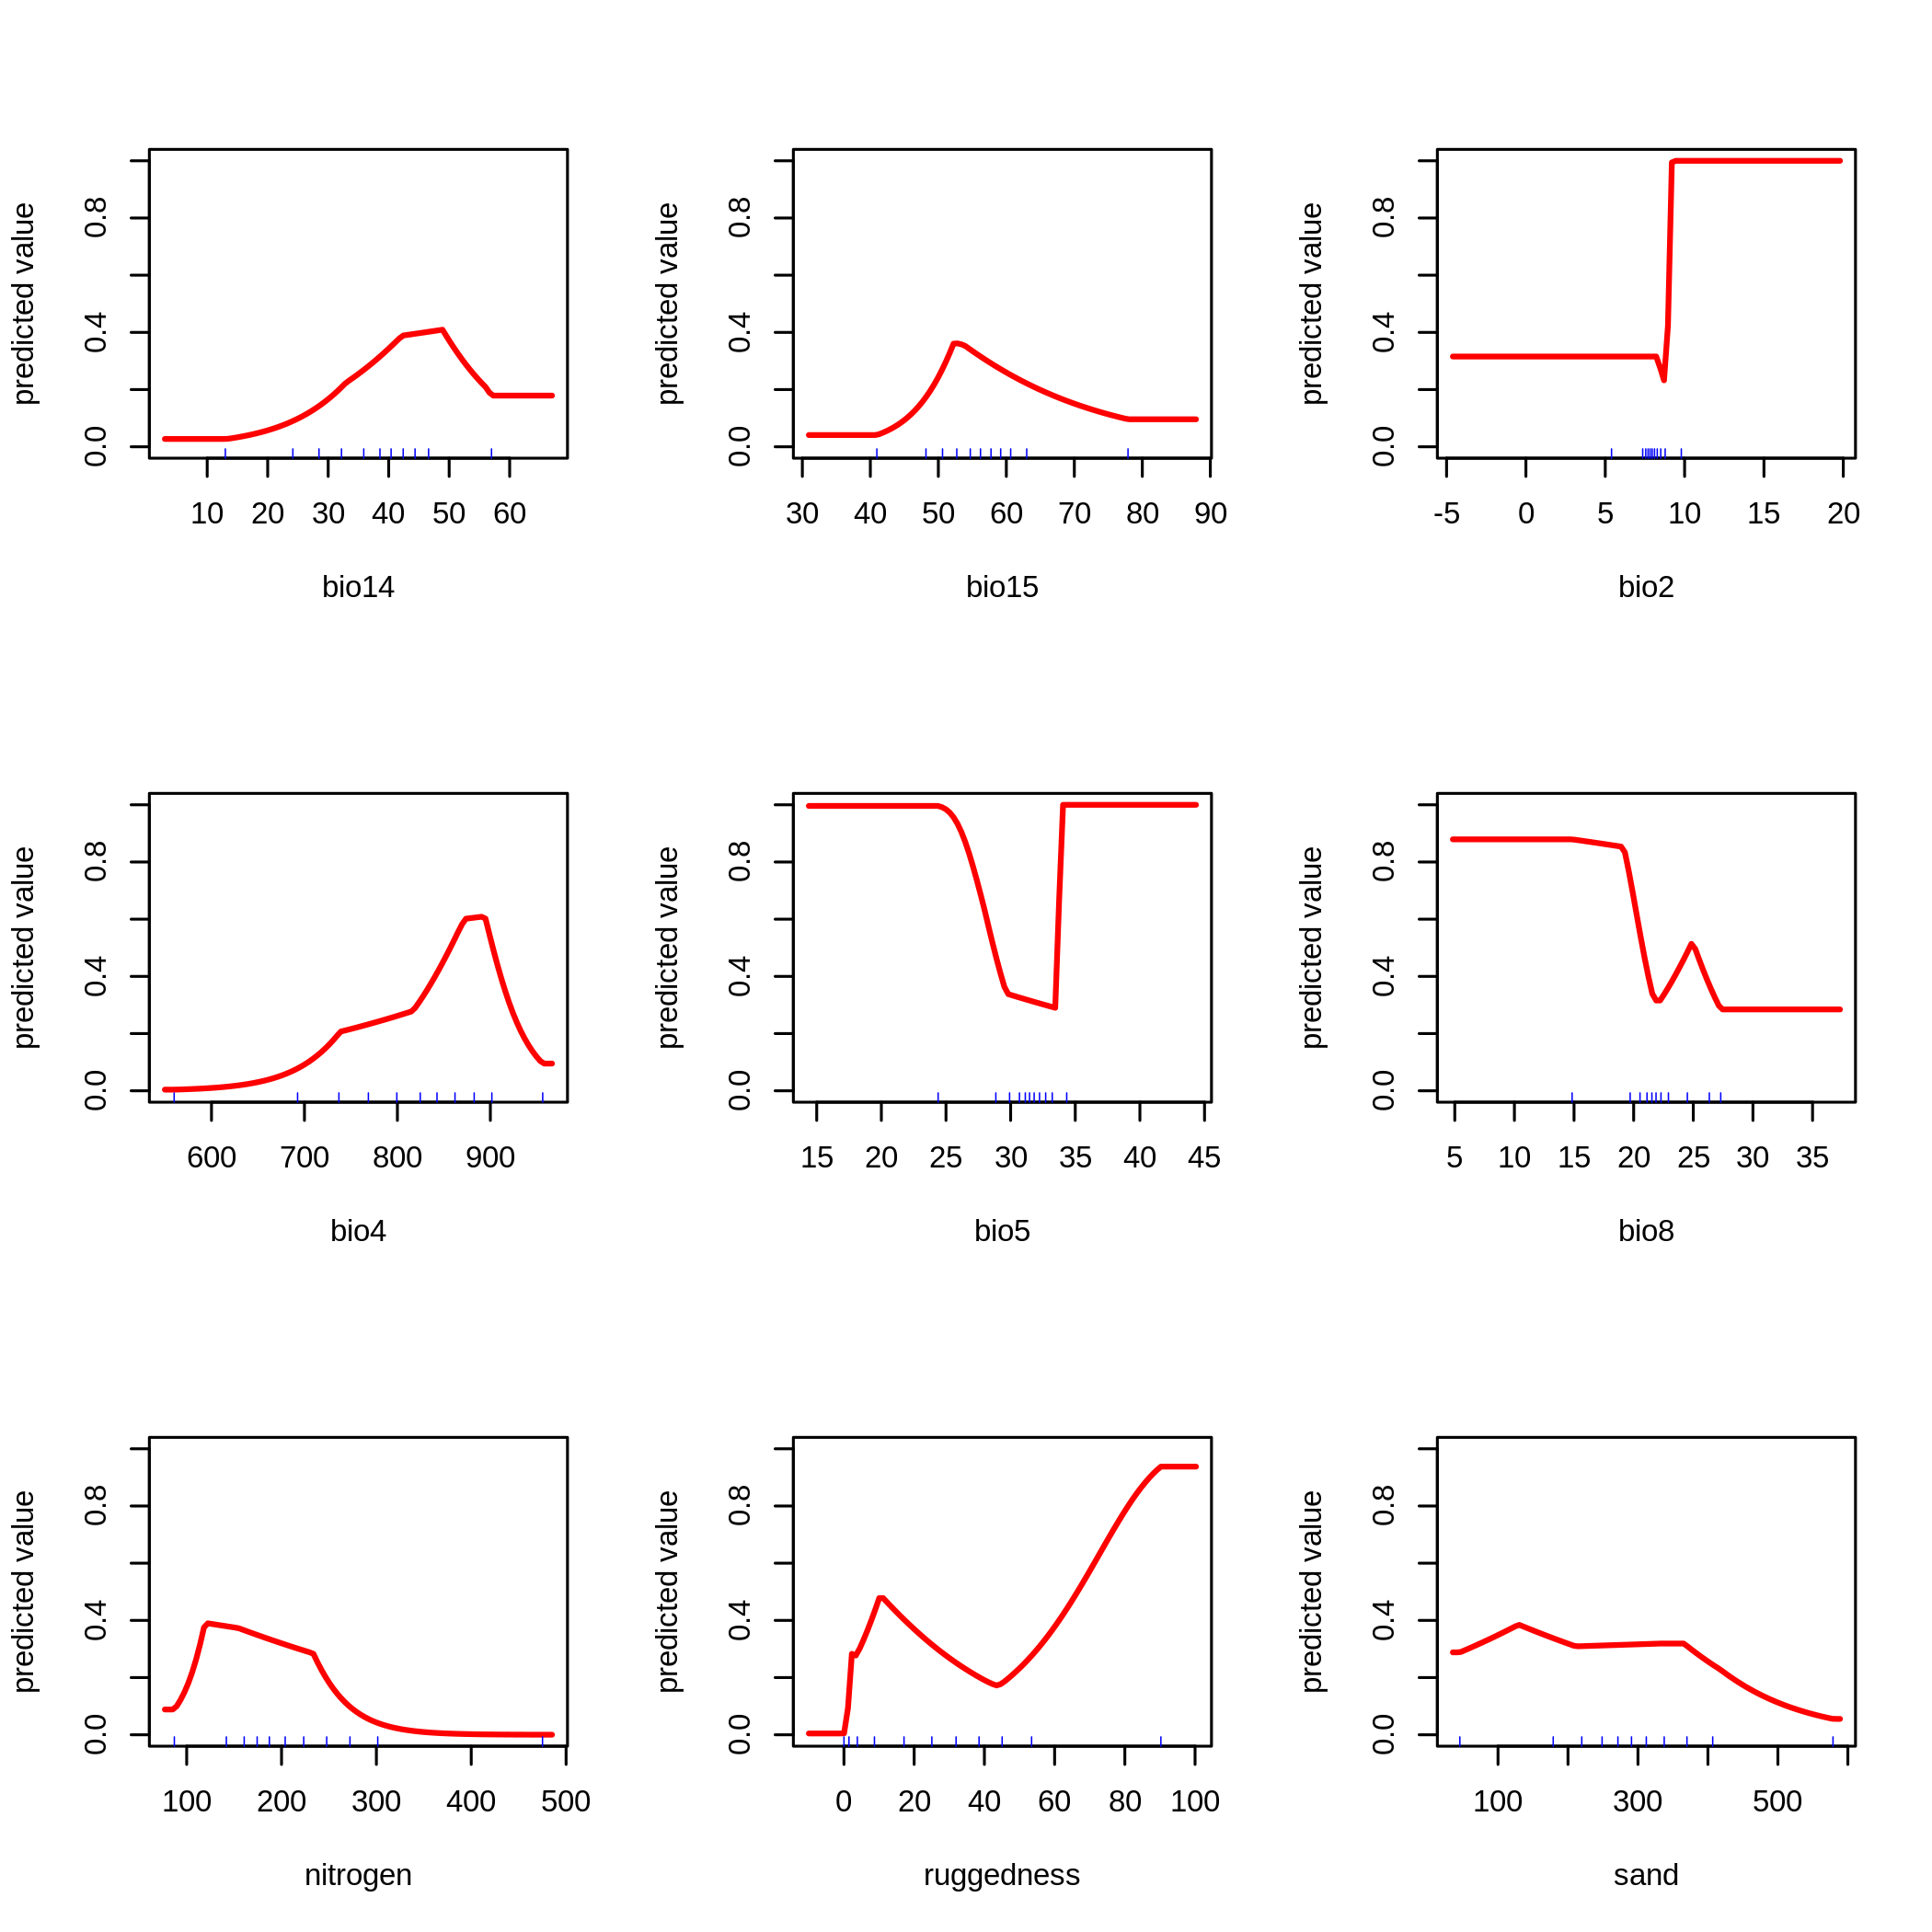 predicted value
0.0 0.4 0.8
10 20 30 40 50 60
bio14
predicted value
0.0 0.4 0.8
30 40 50 60 70 80 90
bio15
predicted value
0.0 0.4 0.8
-5 0 5 10 15 20
bio2
predicted value
0.0 0.4 0.8
600 700 800 900
bio4
predicted value
0.0 0.4 0.8
15 20 25 30 35 40 45
bio5
predicted value
0.0 0.4 0.8
5 10 15 20 25 30 35
bio8
predicted value
0.0 0.4 0.8
100 200 300 400 500
nitrogen
predicted value
0.0 0.4 0.8
0 20 40 60 80 100
ruggedness
predicted value
0.0 0.4 0.8
100 300 500
sand